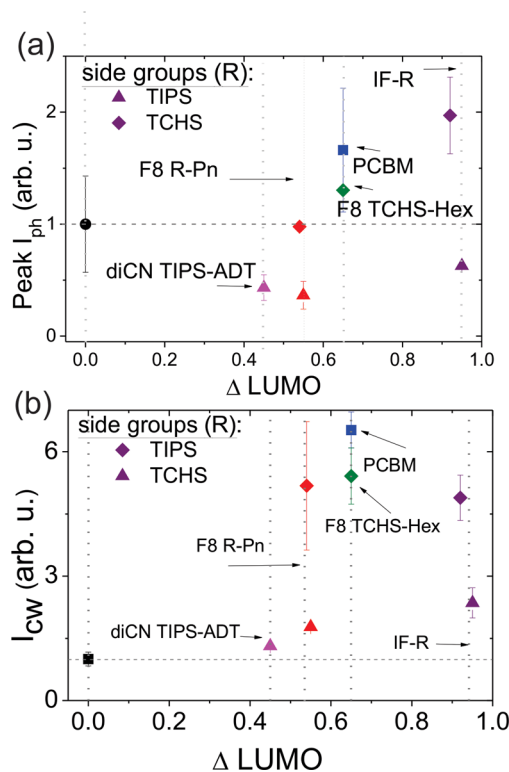 (a)
side groups (R):
TIPS
TCHS
IF-R
2
F8 R-Pn
PCBM
F8 TCHS-Hex
1
diCN TIPS-ADT
0
Peak Iph (arb. u.)
0.0 0.2 0.4 0.6 0.8 1.0
Δ LUMO
(b)
side groups (R):
TIPS
TCHS
6
PCBM
F8 TCHS-Hex
F8 R-Pn
3
diCN TIPS-ADT
IF-R
0
ICW (arb. u.)
0.0 0.2 0.4 0.6 0.8 1.0
Δ LUMO